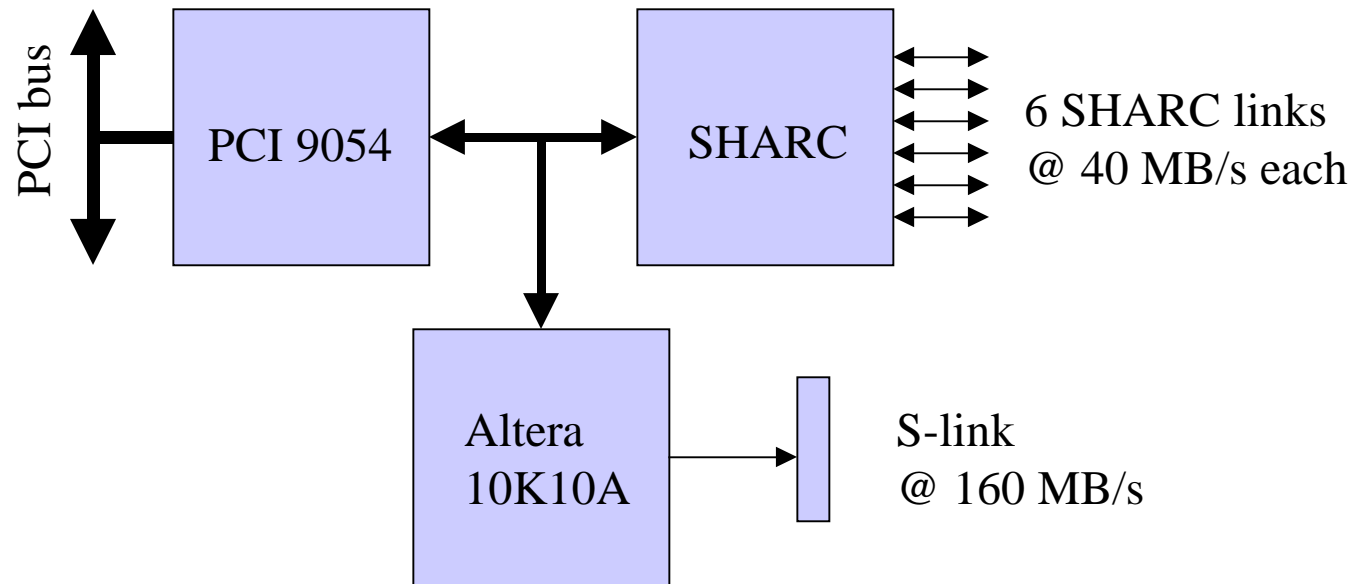 PCI bus
PCI 9054
SHARC
6 SHARC links
@ 40 MB/s each
Altera
10K10A
S-link
@ 160 MB/s